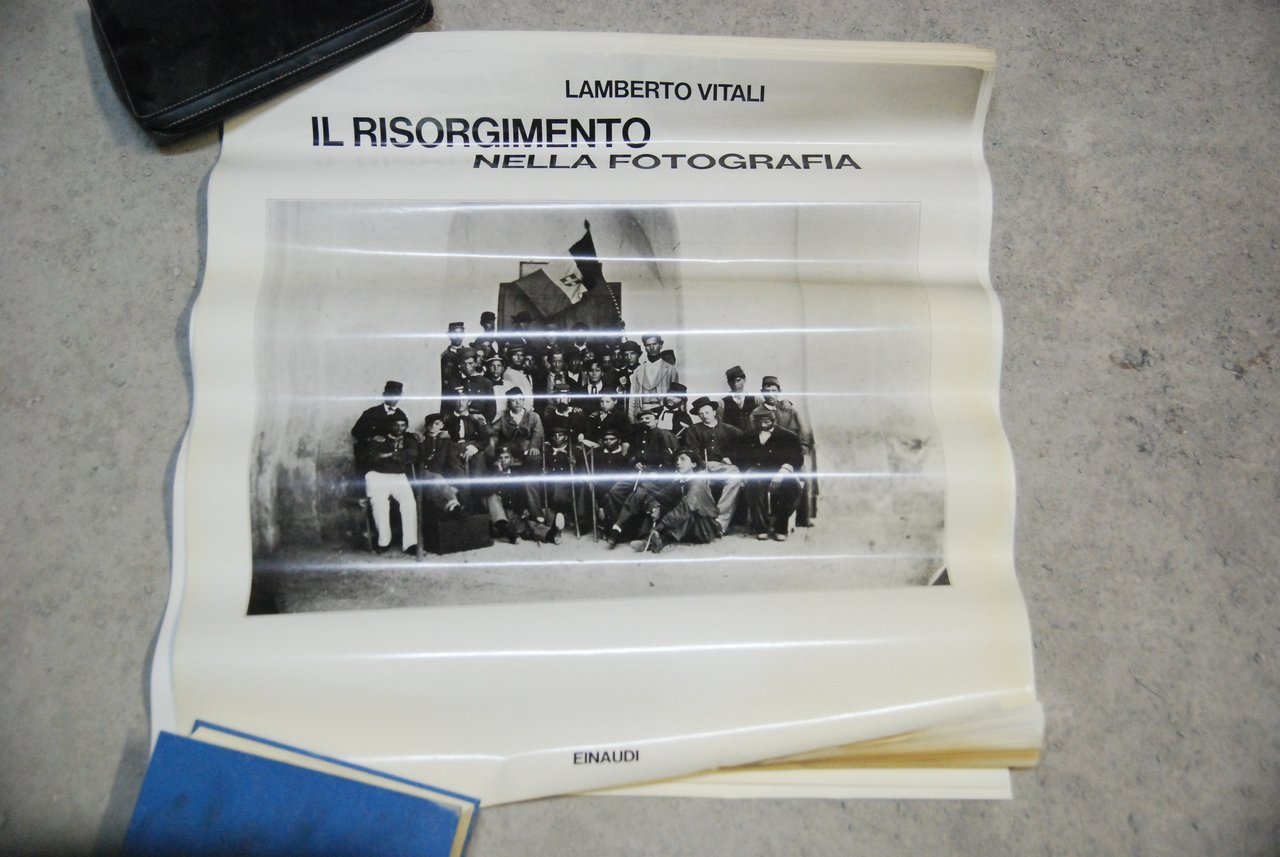 LAMBERTO VITALI
IL RISORGIMENTO
NELLA FOTOGRAFIA
EINAUDI